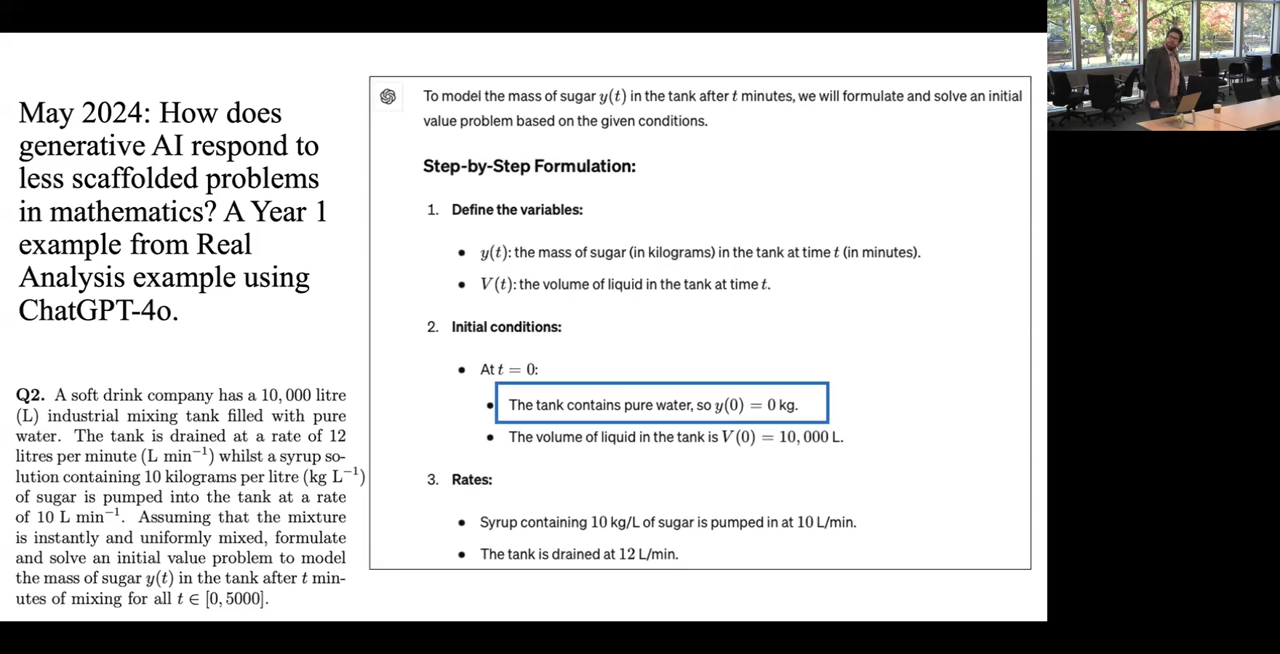 May 2024: How does
generative AI respond to
less scaffolded problems
in mathematics? A Year 1
example from Real
Analysis example using
ChatGPT-4o.
Q2. A soft drink company has a 10,000 litre
(L) industrial mixing tank filled with pure
water. The tank is drained at a rate of 12
litres per minute (L min⁻¹) whilst a syrup so-
lution containing 10 kilograms per litre (kg L⁻¹)
of sugar is pumped into the tank at a rate
of 10 L min⁻¹. Assuming that the mixture
is instantly and uniformly mixed, formulate
and solve an initial value problem to model
the mass of sugar y(t) in the tank after t min-
utes of mixing for all t ∈ [0, 5000].
To model the mass of sugar y(t) in the tank after t minutes, we will formulate and solve an initial
value problem based on the given conditions.
Step-by-Step Formulation:
1. Define the variables:
• y(t): the mass of sugar (in kilograms) in the tank at time t (in minutes).
• V(t): the volume of liquid in the tank at time t.
2. Initial conditions:
• At t = 0:
• The tank contains pure water, so y(0) = 0 kg.
• The volume of liquid in the tank is V(0) = 10,000 L.
3. Rates:
• Syrup containing 10 kg/L of sugar is pumped in at 10 L/min.
• The tank is drained at 12 L/min.